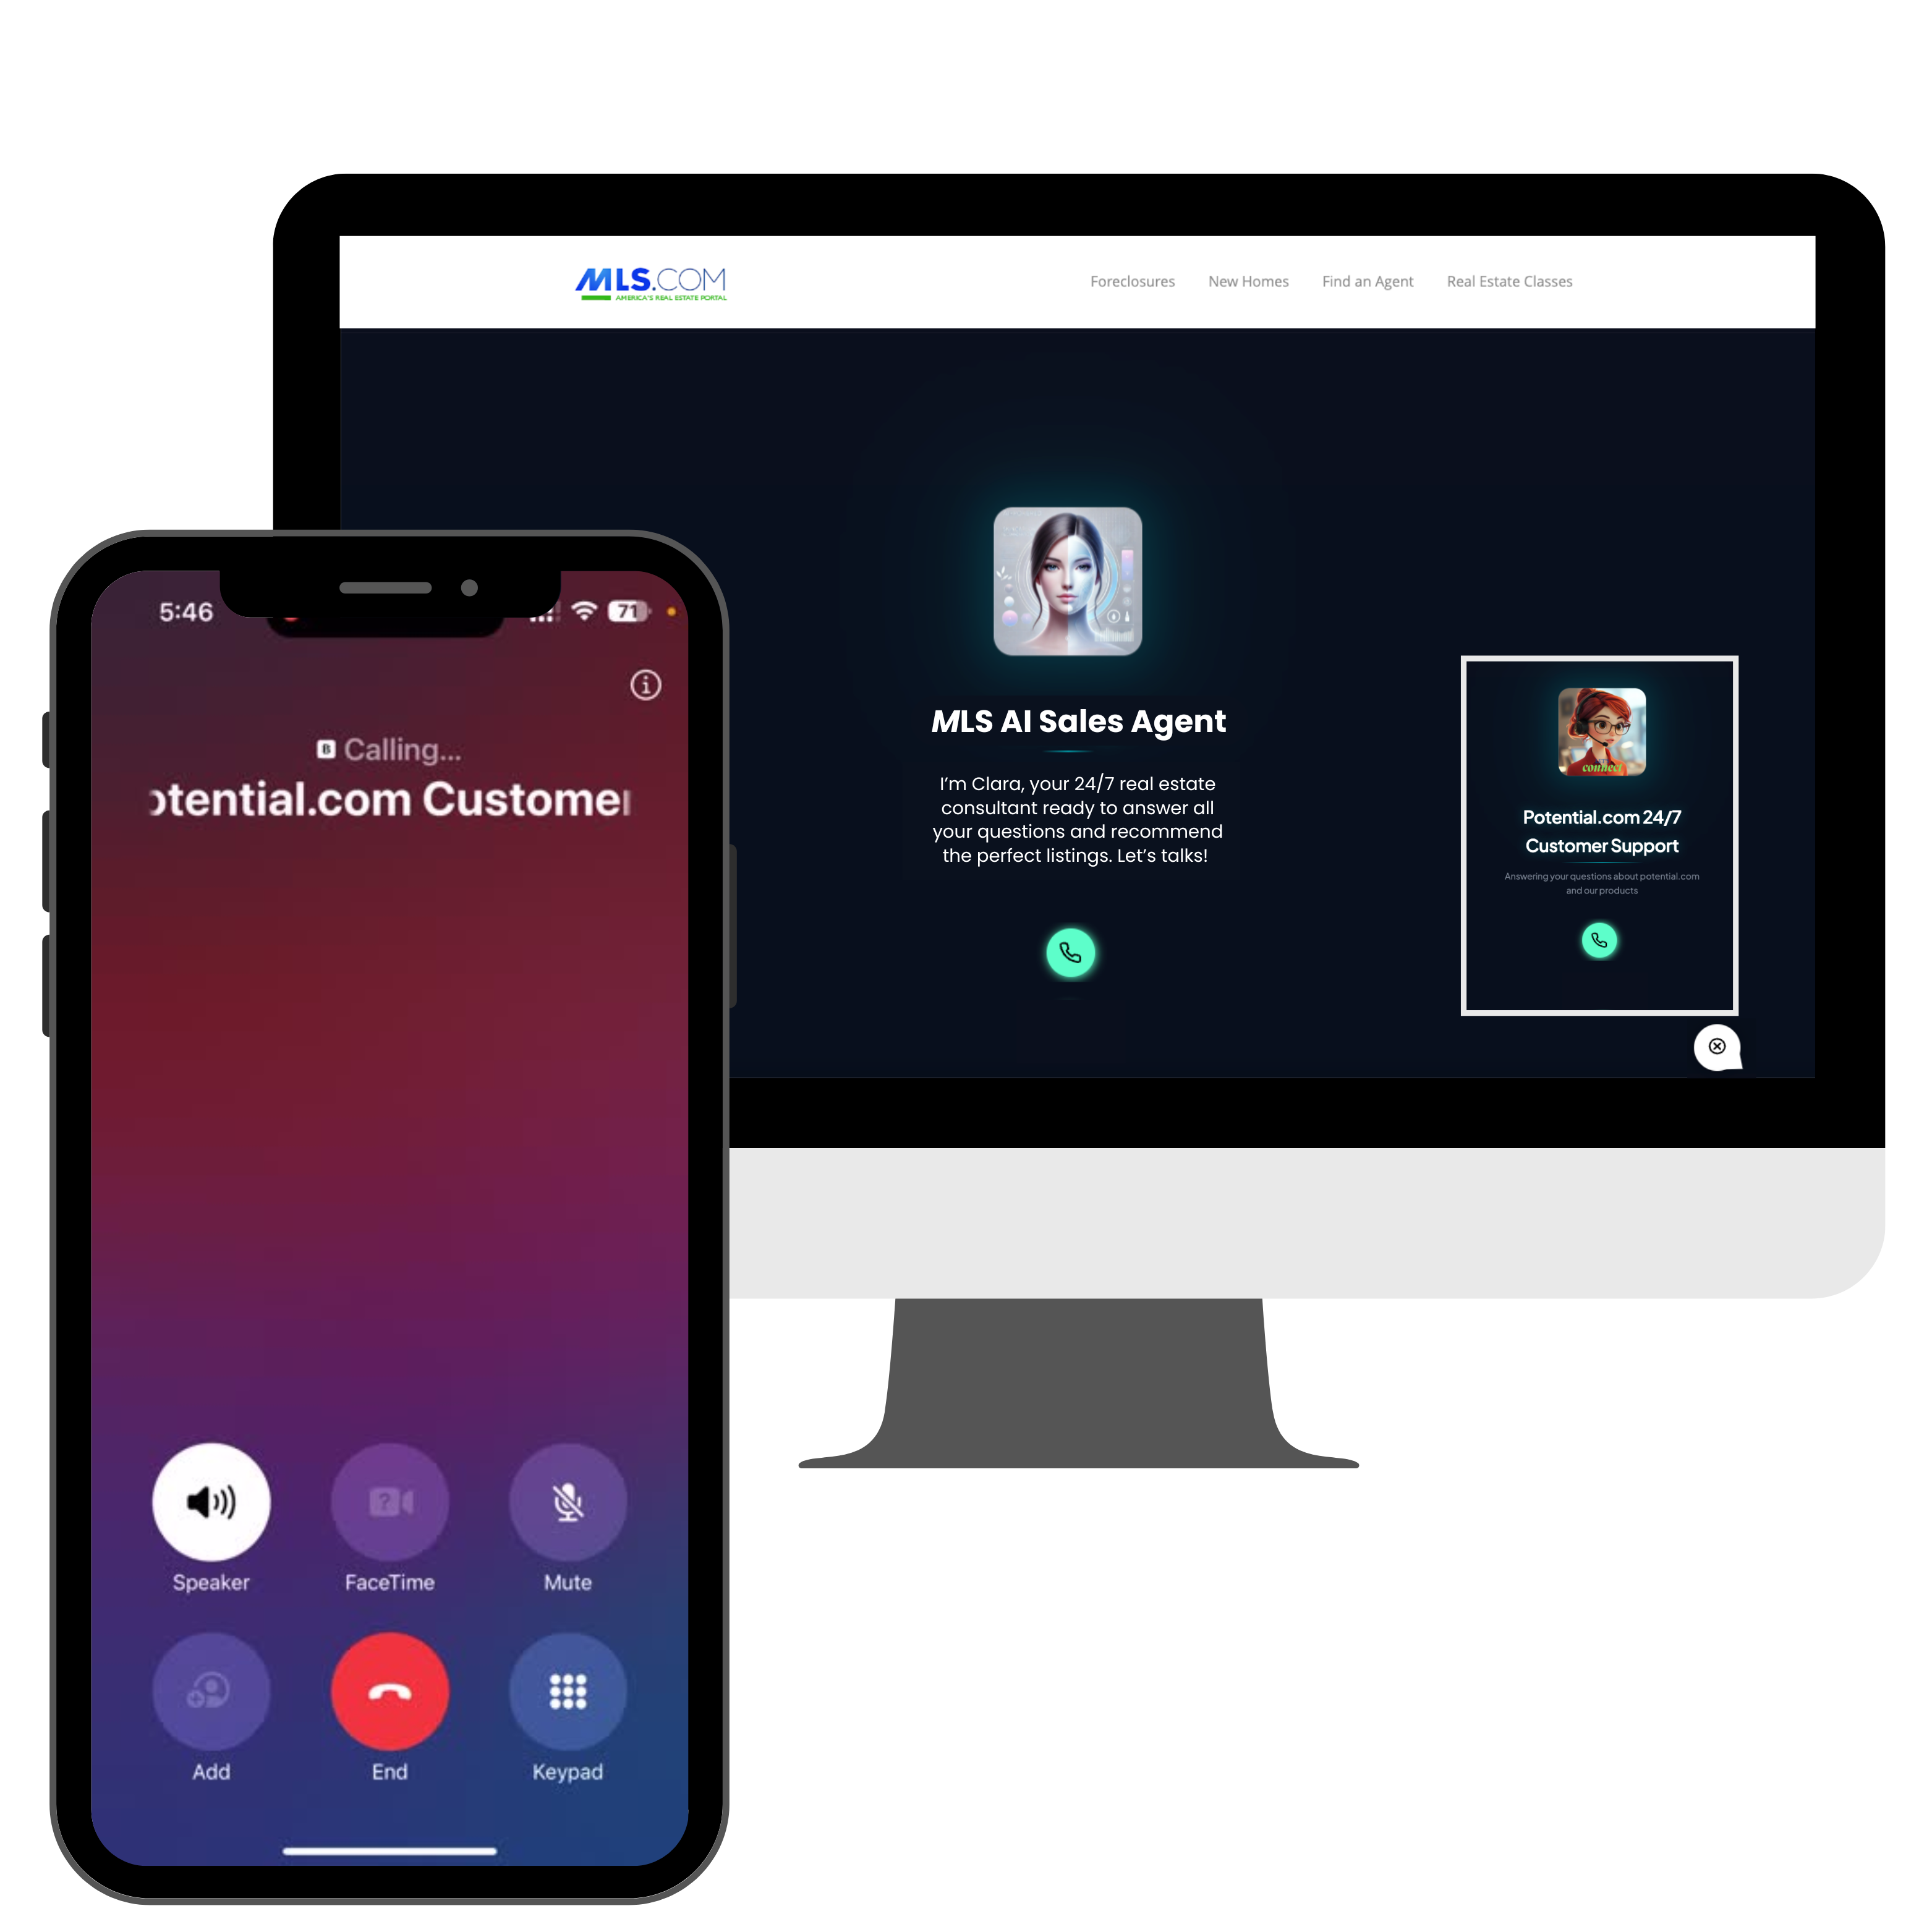 MLS.COM
AMERICA'S REAL ESTATE PORTAL
Foreclosures New Homes Find an Agent Real Estate Classes
MLS AI Sales Agent
I'm Clara, your 24/7 real estate
consultant ready to answer all
your questions and recommend
the perfect listings. Let's talks!
connect
Potential.com 24/7
Customer Support
Answering your questions about potential.com
and our products
5:46 71
B Calling...
otential.com Customer
Speaker FaceTime Mute
Add End Keypad